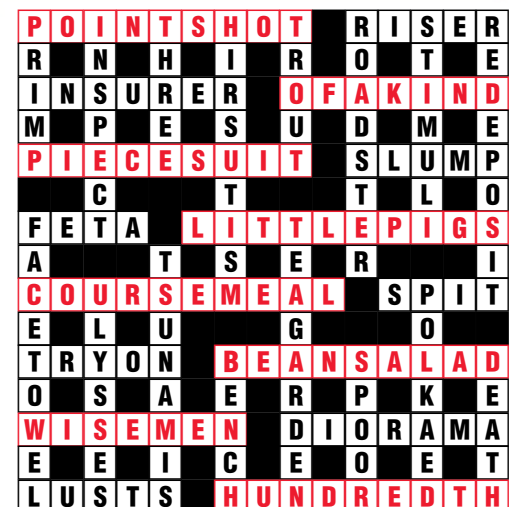 POINTSHOT RISER
R N H I R O T E
INSURER OFAKIND
M P E S U D M E
PIECESUIT SLUMP
C T T L O
FETA LITTLEPIGS
A T S E R I
COURSEMEAL SPIT
E L U G O
TRYON BEANSALAD
O S A E R P K E
WISEMEN DIORAMA
E E I C E O E T
LUSTS HUNDREDTH